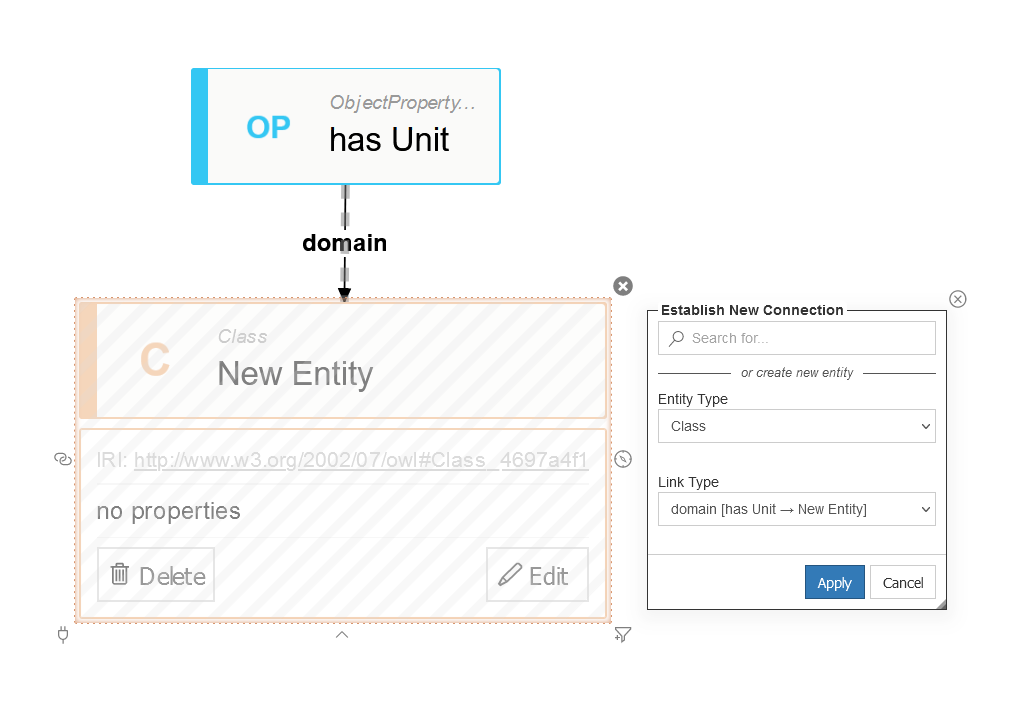 ObjectProperty...
OP
has Unit
domain
Class
C
New Entity
IRI: http://www.w3.org/2002/07/owl#Class_4697a4f1
no properties
Delete
Edit
Establish New Connection
Search for...
or create new entity
Entity Type
Class
Link Type
domain [has Unit → New Entity]
Apply
Cancel